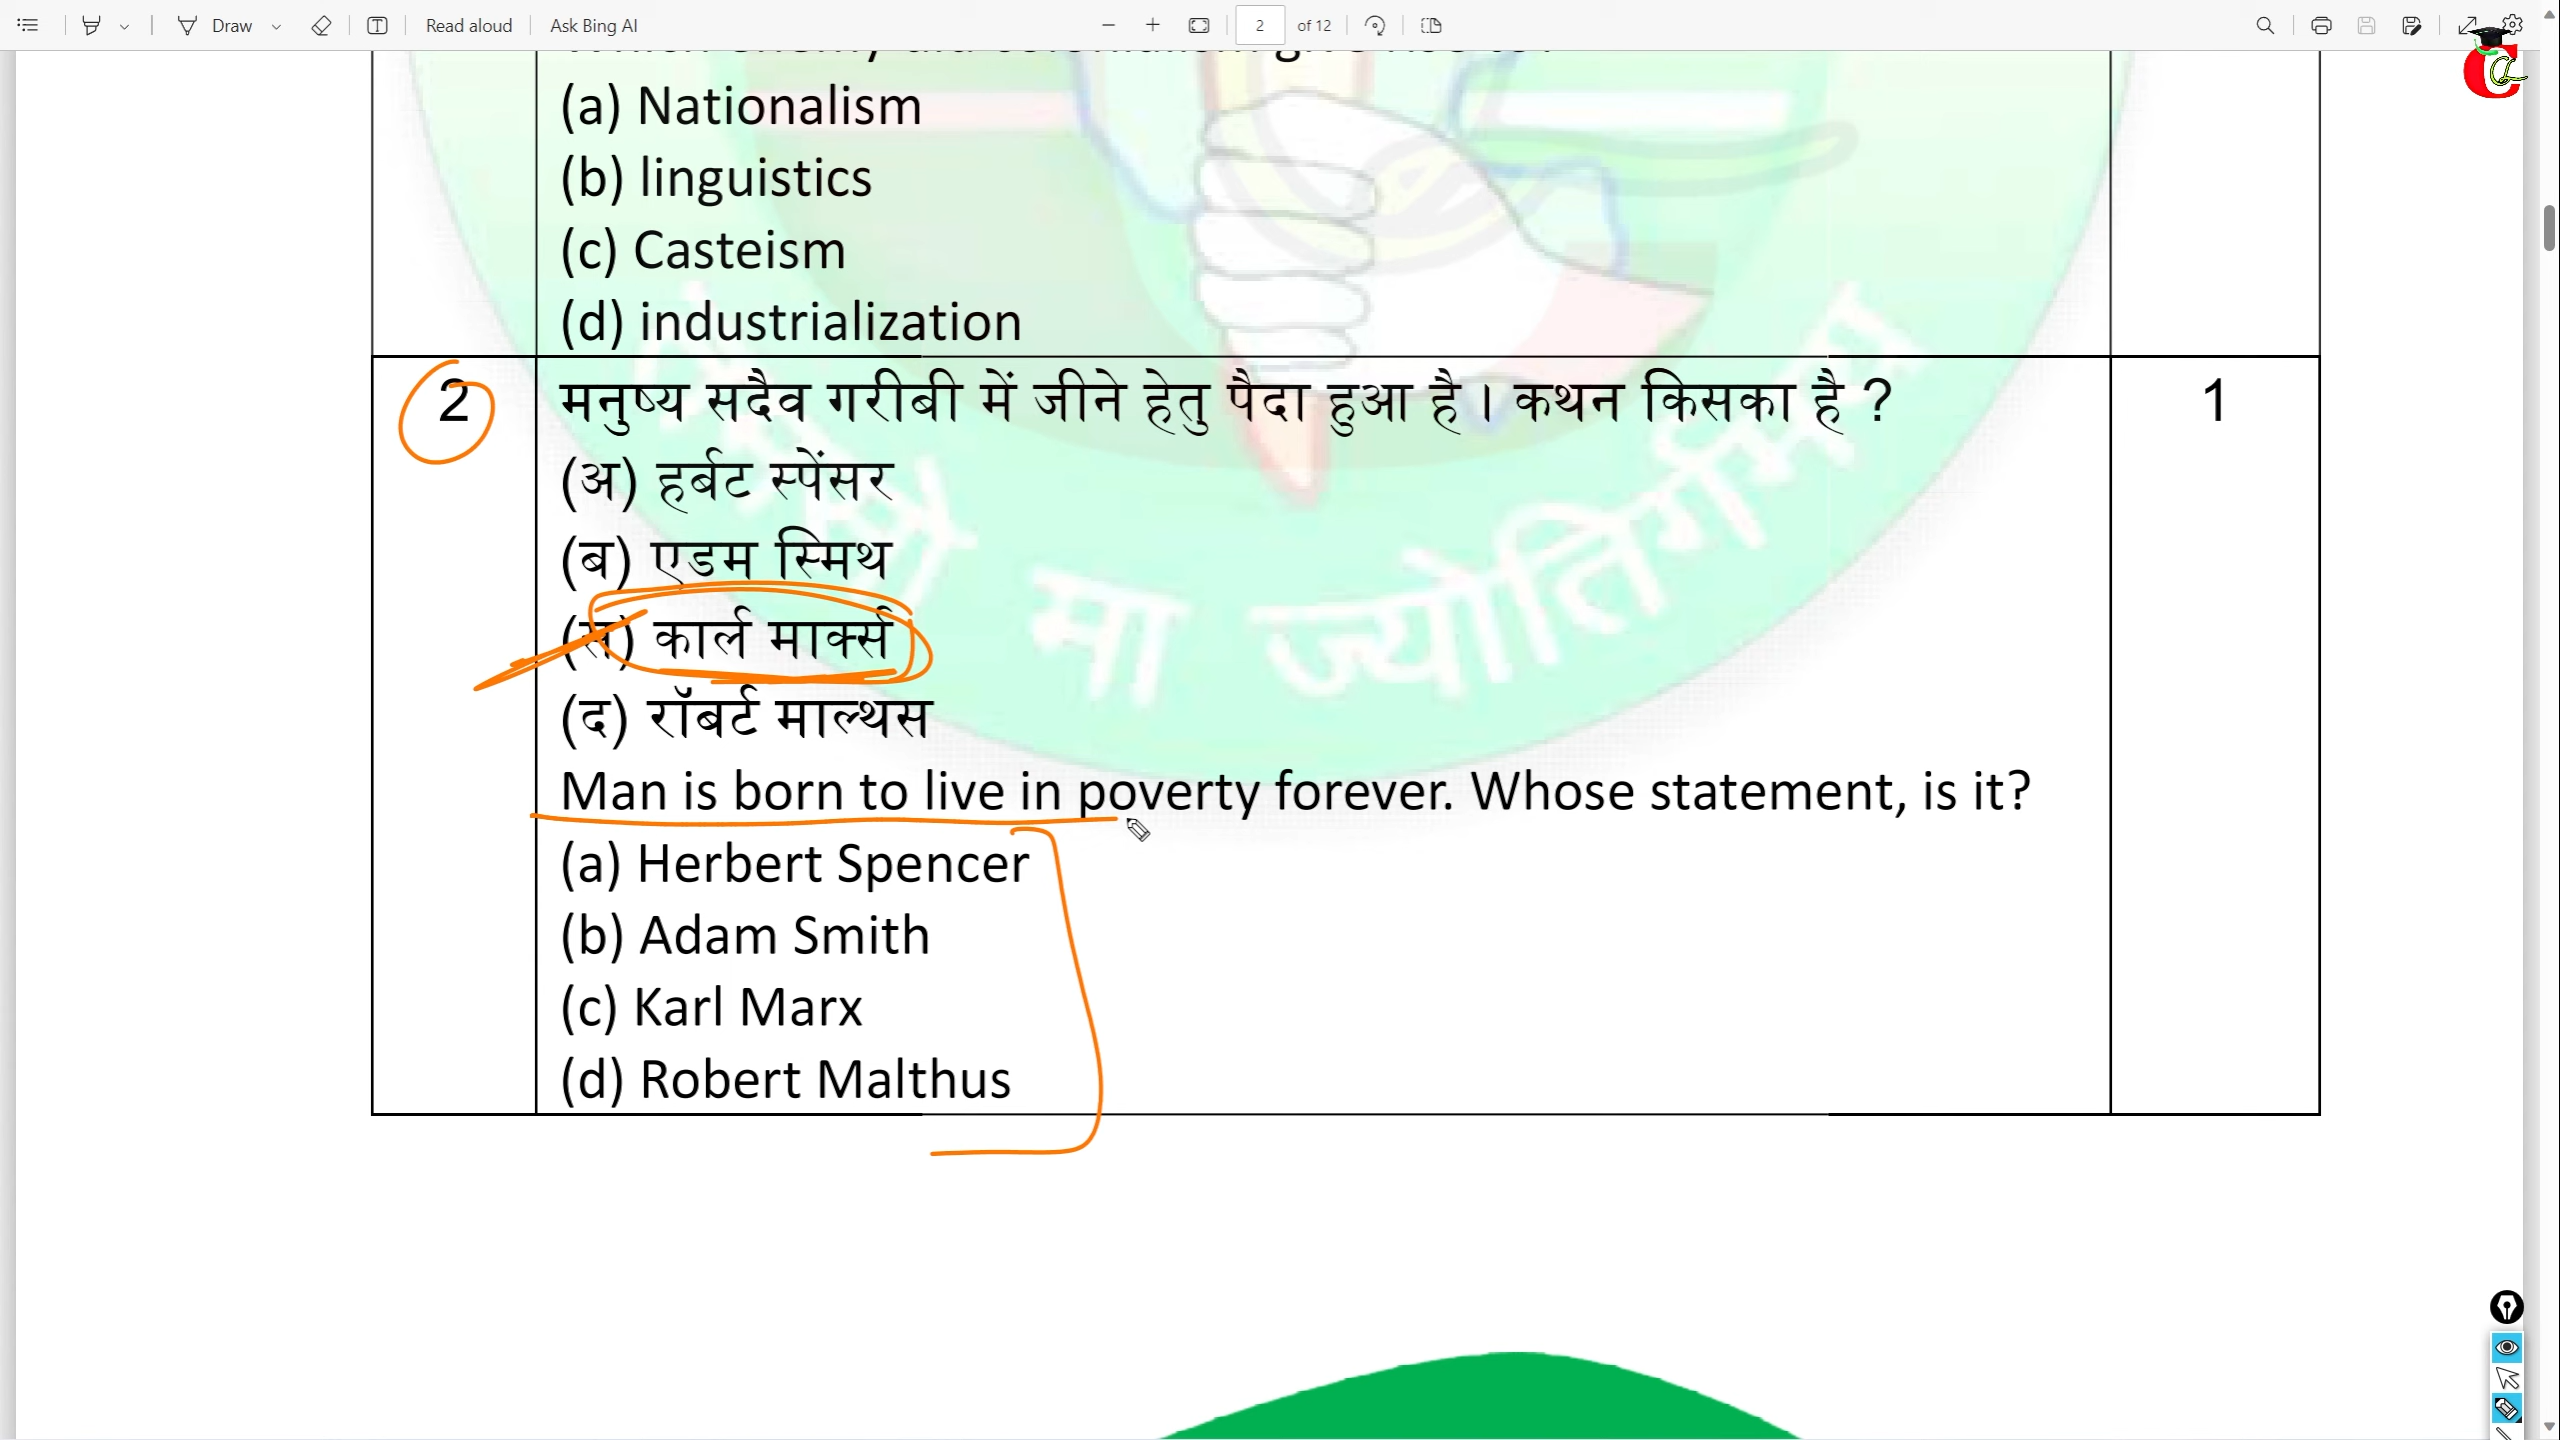 Draw
Read aloud
Ask Bing AI
2 of 12
(a) Nationalism
(b) linguistics
(c) Casteism
(d) industrialization
2
मनुष्य सदैव गरीबी में जीने हेतु पैदा हुआ है । कथन किसका है ?
1
(अ) हर्बट स्पेंसर
(ब) एडम स्मिथ
(स) कार्ल मार्क्स
(द) रॉबर्ट माल्थस
Man is born to live in poverty forever. Whose statement, is it?
(a) Herbert Spencer
(b) Adam Smith
(c) Karl Marx
(d) Robert Malthus
मा ज्योतिर्गमय